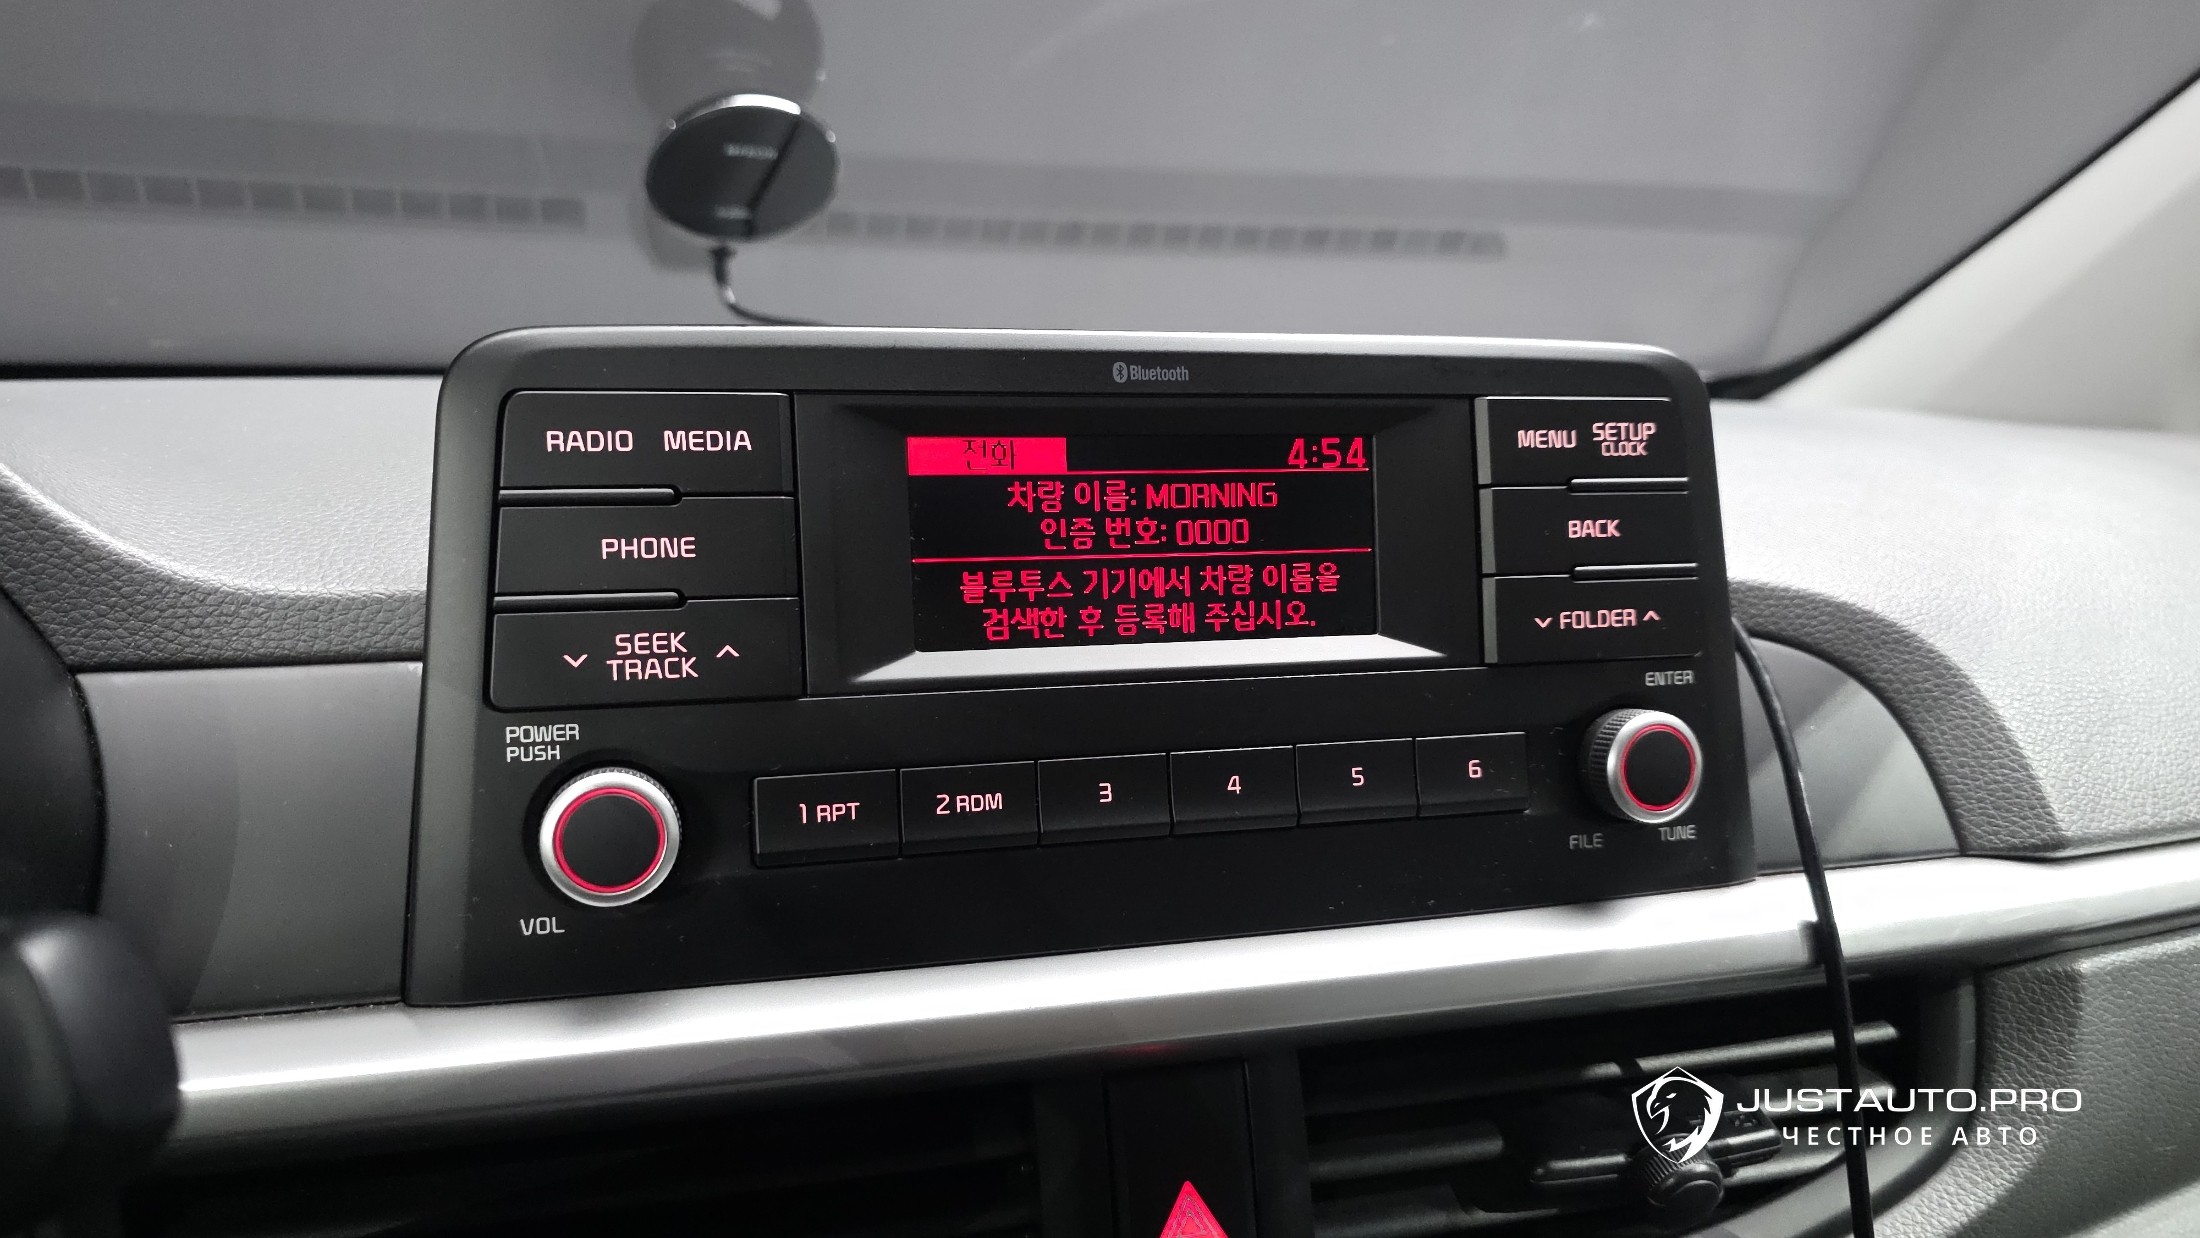 Bluetooth
RADIO MEDIA
PHONE
SEEK
TRACK
전화 4:54
차량 이름: MORNING
인증 번호: 0000
블루투스 기기에서 차량 이름을
검색한 후 등록해 주십시오.
MENU SETUP
CLOCK
BACK
FOLDER
ENTER
POWER
PUSH
VOL
1 RPT 2 RDM 3 4 5 6
FILE TUNE
JUSTAUTO.PRO
ЧЕСТНОЕ АВТО